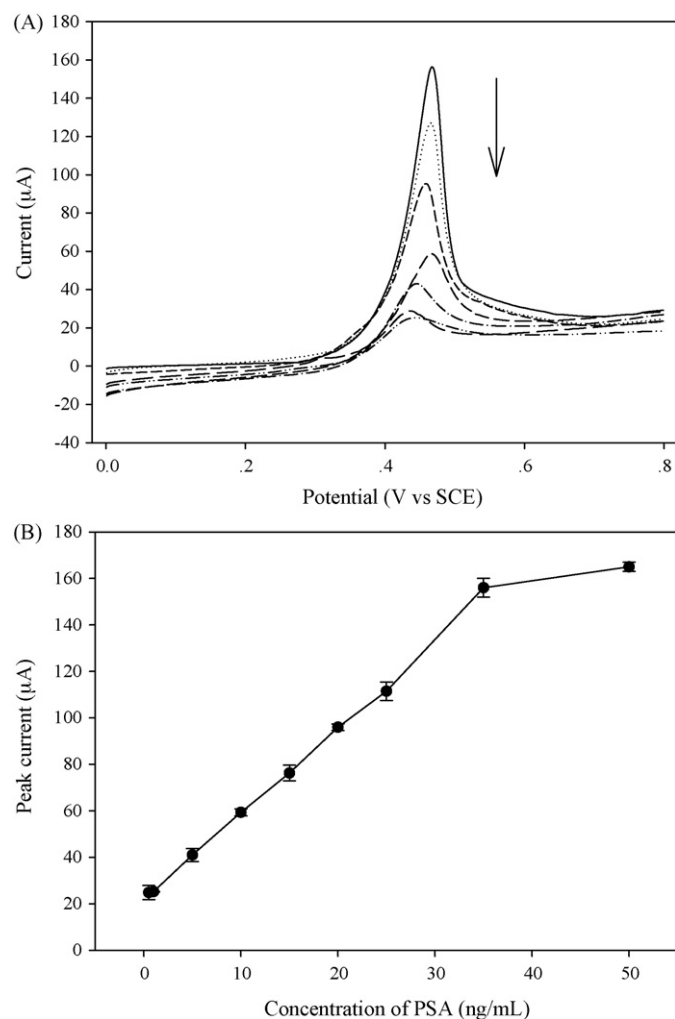 (A)
180
160
140
120
100
80
60
40
20
0
-20
-40
Current (µA)
0.0 .2 .4 .6 .8
Potential (V vs SCE)
(B)
180
160
140
120
100
80
60
40
20
0
Peak current (µA)
0 10 20 30 40 50
Concentration of PSA (ng/mL)